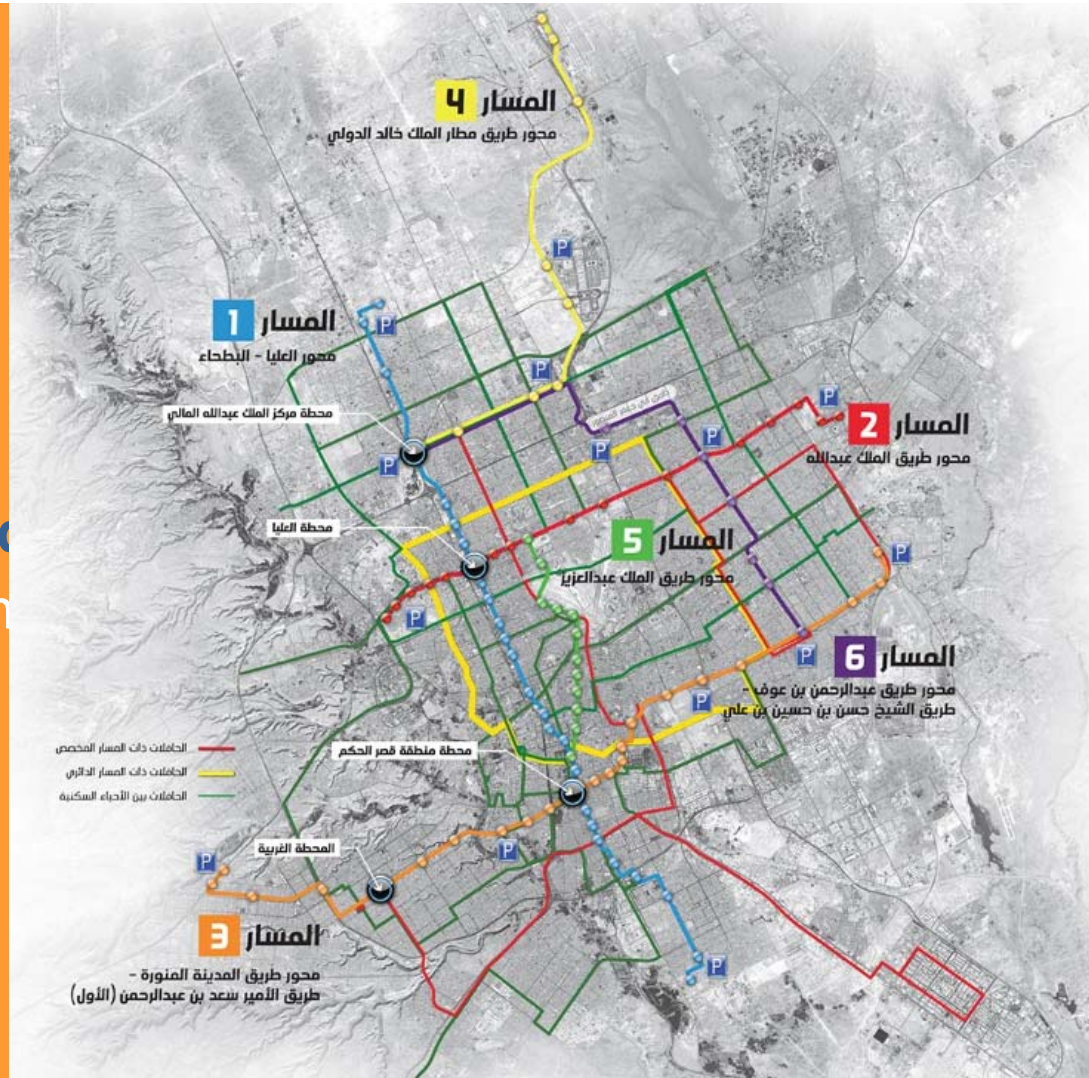 المسار 4
محور طريق مطار الملك خالد الدولي
المسار 1
محور العليا - البطحاء
محطة مركز الملك عبدالله المالي
المسار 2
محور طريق الملك عبدالله
محطة العليا
المسار 5
محور طريق الملك عبدالعزيز
المسار 6
محور طريق عبدالرحمن بن عوف -
طريق الشيخ حسن بن حسين بن علي
الحافلات ذات المسار المخصص
الحافلات ذات المسار الدائري
الحافلات بين الأحياء السكنية
محطة منطقة قصر الحكم
المحطة الغربية
المسار 3
محور طريق المدينة المنورة -
طريق الأمير سعد بن عبدالرحمن (الأول)
P
P
P
P
P
P
P
P
P
P
P
P
P
P